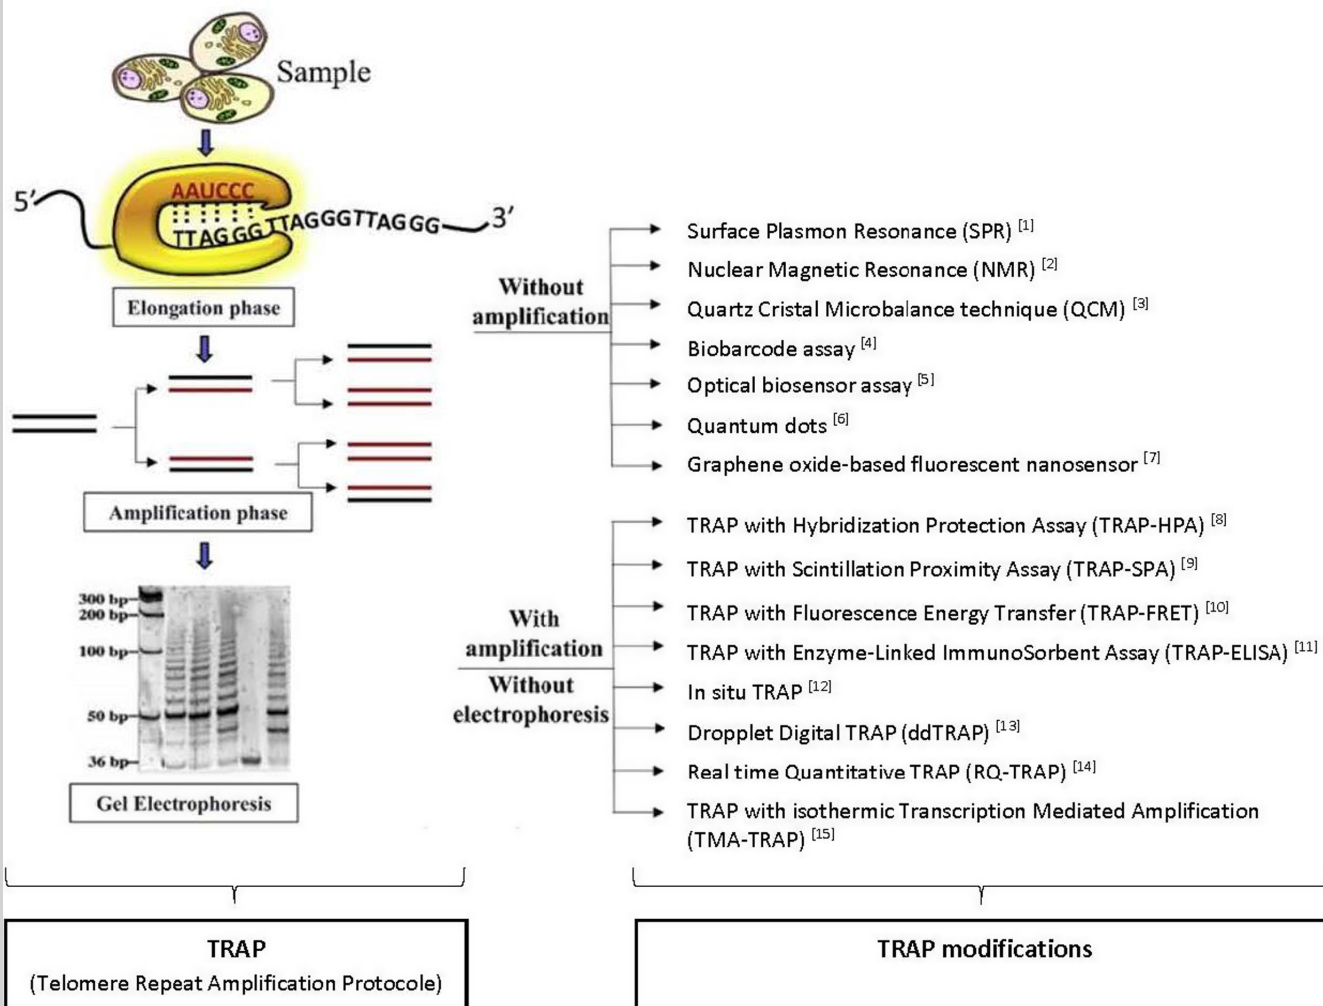 Sample
5′
AAUCCC
TTAGGGTTAGGGTTAGGG
3′
Elongation phase
Amplification phase
300 bp
200 bp
100 bp
50 bp
36 bp
Gel Electrophoresis
Without
amplification
Surface Plasmon Resonance (SPR) [1]
Nuclear Magnetic Resonance (NMR) [2]
Quartz Cristal Microbalance technique (QCM) [3]
Biobarcode assay [4]
Optical biosensor assay [5]
Quantum dots [6]
Graphene oxide-based fluorescent nanosensor [7]
With
amplification
Without
electrophoresis
TRAP with Hybridization Protection Assay (TRAP-HPA) [8]
TRAP with Scintillation Proximity Assay (TRAP-SPA) [9]
TRAP with Fluorescence Energy Transfer (TRAP-FRET) [10]
TRAP with Enzyme-Linked ImmunoSorbent Assay (TRAP-ELISA) [11]
In situ TRAP [12]
Dropplet Digital TRAP (ddTRAP) [13]
Real time Quantitative TRAP (RQ-TRAP) [14]
TRAP with isothermic Transcription Mediated Amplification
(TMA-TRAP) [15]
TRAP
(Telomere Repeat Amplification Protocole)
TRAP modifications